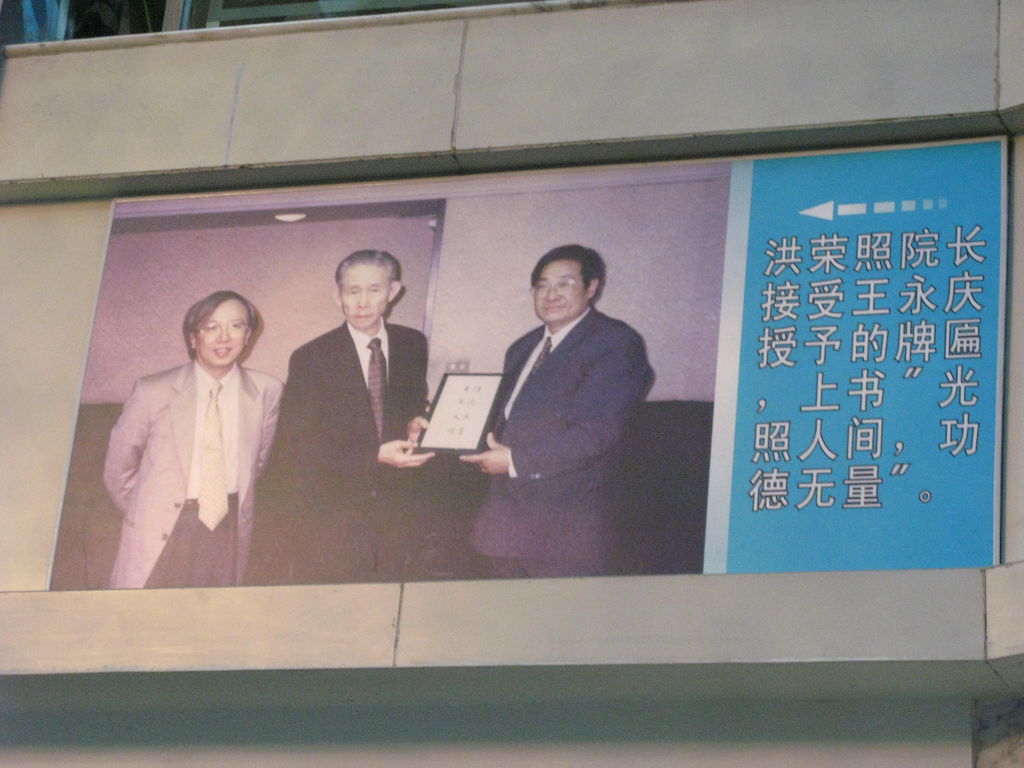 洪荣照院长
接受王永庆
授予的牌匾
，上书"光
照人间，功
德无量"。